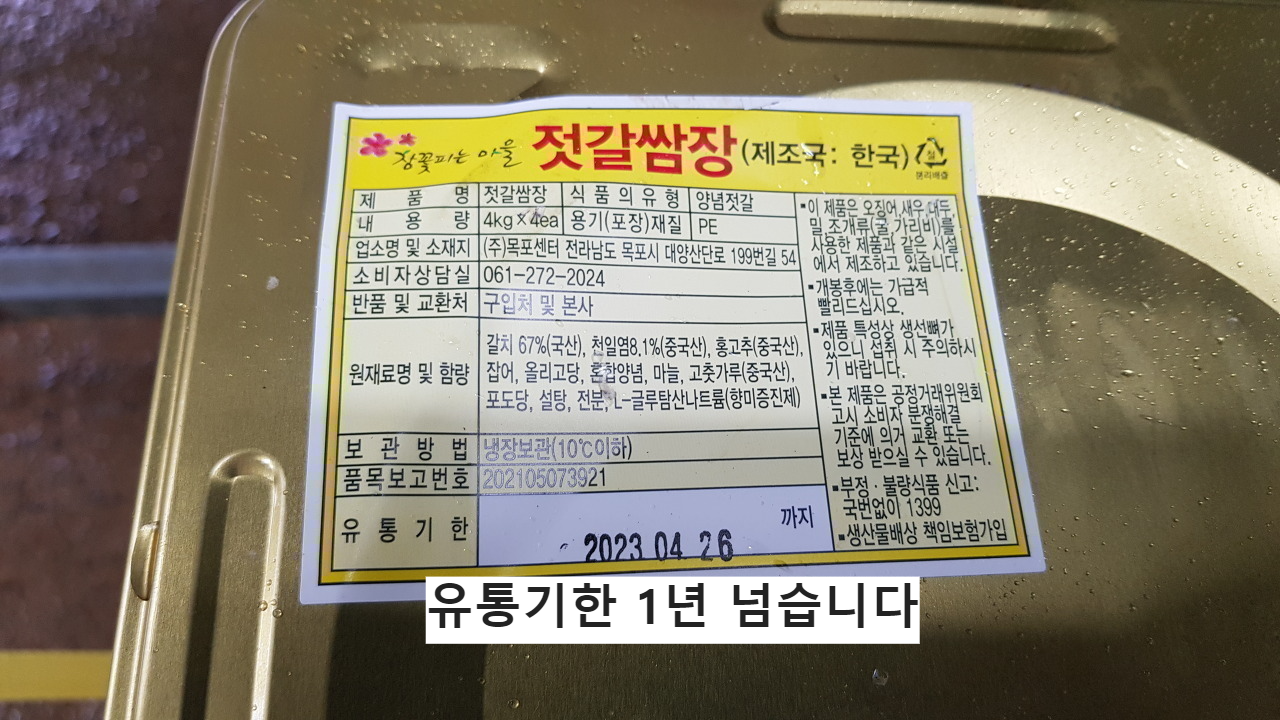 장꽃피는 마을 젓갈쌈장(제조국: 한국) 철 분리배출
제 품 명 젓갈쌈장 식품의유형 양념젓갈
내 용 량 4kg×4ea 용기(포장)재질 PE
업소명 및 소재지 (주)목포센터 전라남도 목포시 대양산단로 199번길 54
소비자상담실 061-272-2024
반품 및 교환처 구입처 및 본사
원재료명 및 함량
갈치 67%(국산), 천일염8.1%(중국산), 홍고추(중국산),
잡어, 올리고당, 혼합양념, 마늘, 고춧가루(중국산),
포도당, 설탕, 전분, L-글루탐산나트륨(향미증진제)
보 관 방 법 냉장보관(10℃이하)
품목보고번호 202105073921
유 통 기 한 2023.04.26 까지
▪이 제품은 오징어,새우,대두,
밀,조개류(굴,가리비)를
사용한 제품과 같은 시설
에서 제조하고 있습니다.
▪개봉후에는 가급적
빨리드십시오.
▪제품 특성상 생선뼈가
있으니 섭취 시 주의하시
기 바랍니다.
▪본 제품은 공정거래위원회
고시 소비자 분쟁해결
기준에 의거 교환 또는
보상 받으실 수 있습니다.
▪부정·불량식품 신고:
국번없이 1399
▪생산물배상 책임보험가입
유통기한 1년 넘습니다